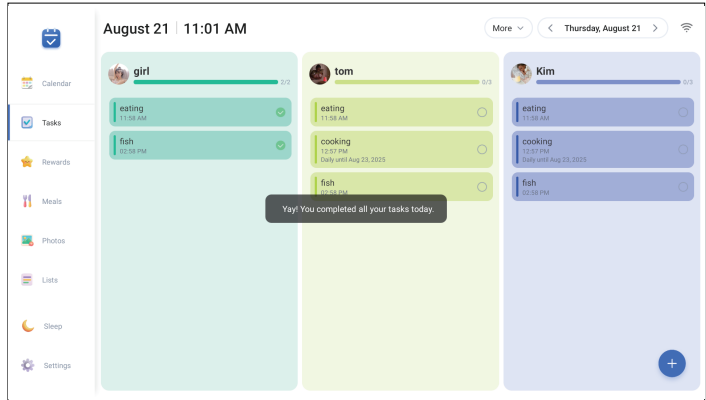 August 21 11:01 AM
More
Thursday, August 21
Calendar
Tasks
Rewards
Meals
Photos
Lists
Sleep
Settings
girl
2/2
eating
11:58 AM
fish
02:58 PM
tom
0/3
eating
11:58 AM
cooking
12:57 PM
Daily until Aug 23, 2025
fish
02:58 PM
Kim
0/3
eating
11:58 AM
cooking
12:57 PM
Daily until Aug 23, 2025
fish
02:58 PM
Yay! You completed all your tasks today.